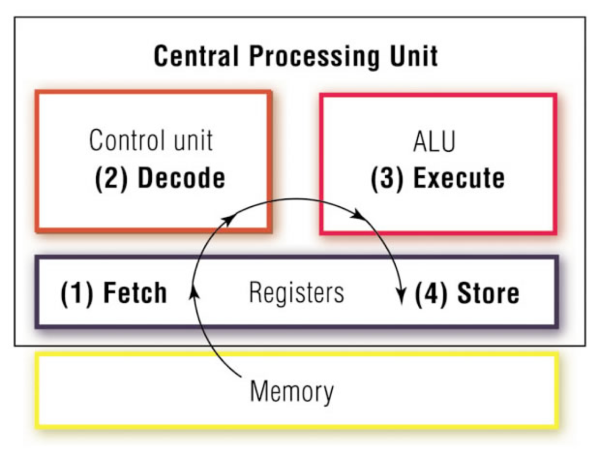 Central Processing Unit
Control unit
(2) Decode
ALU
(3) Execute
(1) Fetch
Registers
(4) Store
Memory